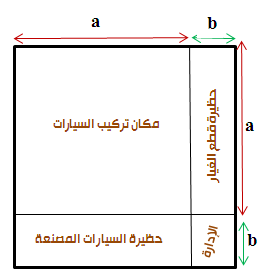 a
b
مكان تركيب السيارات
حظيرة قطع الغيار
a
حظيرة السيارات المصنعة
الإدارة
b